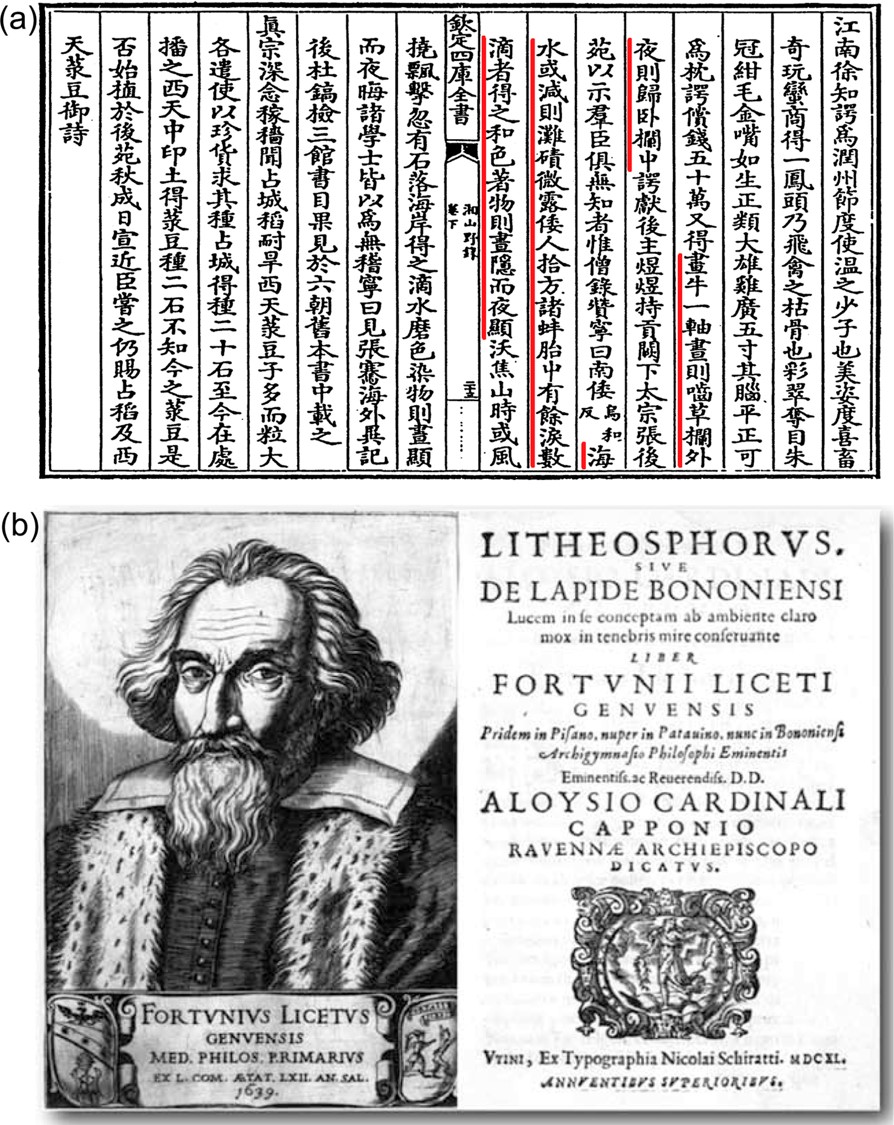 (a)
江南徐知諤爲潤州節度使溫之少子也美姿度喜畜
奇玩蠻商得一鳳頭乃飛禽之枯骨也彩翠奪目朱
冠紺毛金嘴如生正類大雄雞廣五寸其腦平正可
爲枕諤償錢五十萬又得畫牛一軸晝則嚙草欄外
夜則歸卧欄中諤獻後主煜煜持貢闕下太宗張後
苑以示羣臣俱無知者惟僧錄贊寧曰南倭烏和反海
水或減則灘磧微露倭人拾方諸蚌胎中有餘淚數
滴者得之和色著物則晝隱而夜顯沃焦山時或風
欽定四庫全書
湘山野錄
卷下
撓飄擊忽有石落海岸得之滴水磨色染物則晝顯
而夜晦諸學士皆以爲無稽寧曰見張騫海外異記
後杜鎬檢三館書目果見於六朝舊本書中載之
眞宗深念稼穡聞占城稻耐旱西天菉豆子多而粒大
各遣使以珍貨求其種占城得種二十石至今在處
播之西天中印土得菉豆種二石不知今之菉豆是
否始植於後苑秋成日宣近臣嘗之仍賜占稻及西
天菉豆御詩
(b)
FORTVNIVS LICETVS
GENVENSIS
MED. PHILOS. PRIMARIVS
EX L. COM. ÆTAT. LXII. AN. SAL.
1639.
LITHEOSPHORVS.
SIVE
DE LAPIDE BONONIENSI
Lucem in se conceptam ab ambiente claro
mox in tenebris mire conseruante
LIBER
FORTVNII LICETI
GENVENSIS
Pridem in Pisano, nuper in Patauino, nunc in Bononiensi
Archigymnasio Philosophi Eminentis
Eminentiss. ac Reuerendiss. D.D.
ALOYSIO CARDINALI
CAPPONIO
RAVENNÆ ARCHIEPISCOPO
DICATVS.
VTINI, Ex Typographia Nicolai Schiratti. MDCXL.
ANNVENTIBVS SVPERIORIBVS.